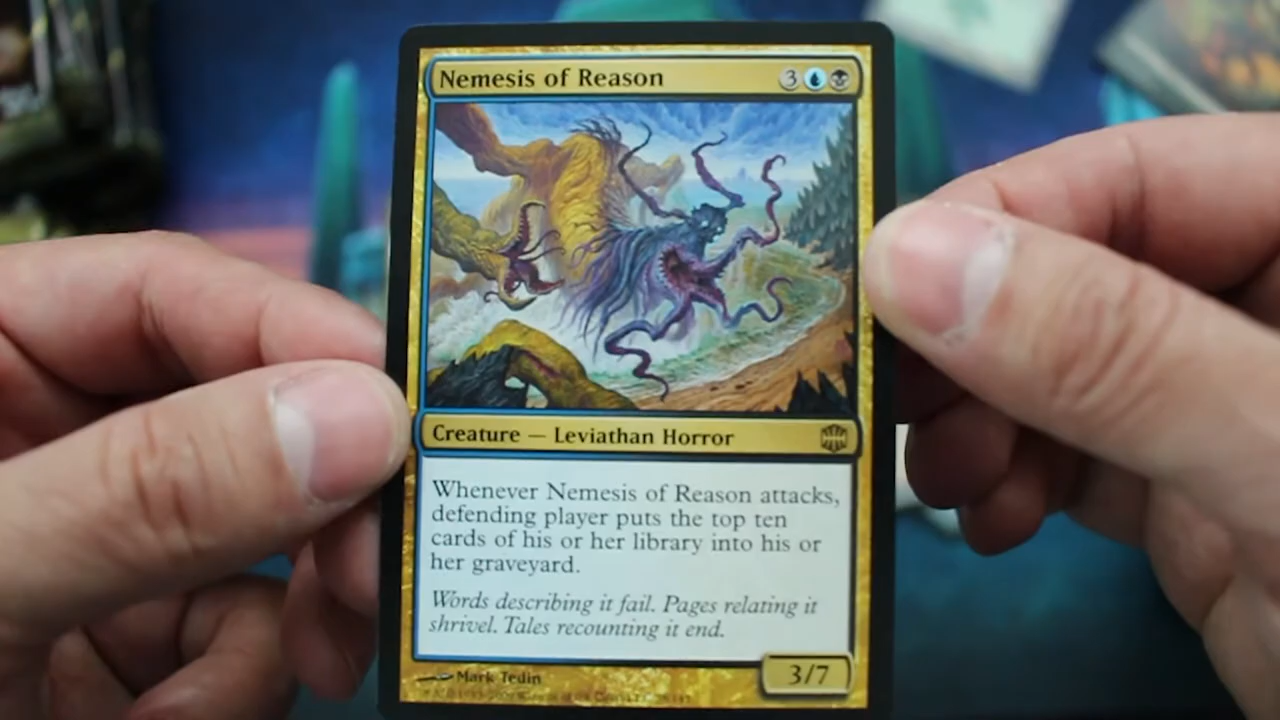 Nemesis of Reason 3
Creature — Leviathan Horror
Whenever Nemesis of Reason attacks,
defending player puts the top ten
cards of his or her library into his or
her graveyard.
Words describing it fail. Pages relating it
shrivel. Tales recounting it end.
Mark Tedin
3/7